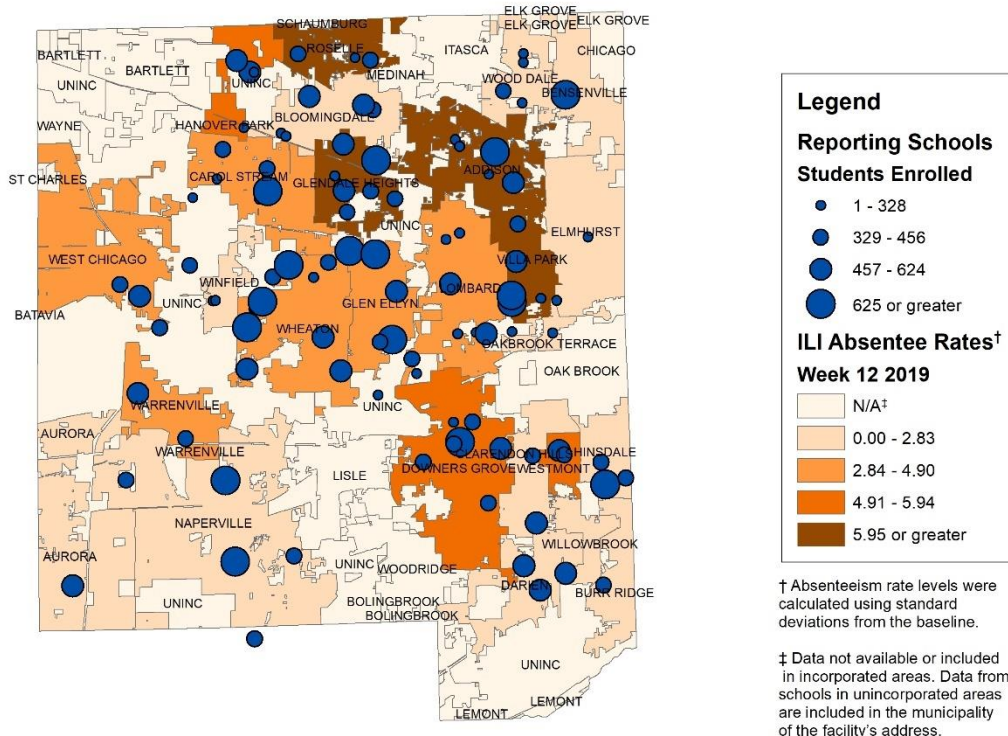 ELK GROVE
ELK GROVE
ELK GROVE
SCHAUMBURG
BARTLETT
ROSELLE
ITASCA
CHICAGO
BARTLETT
MEDINAH
UNINC
UNINC
WOOD DALE
BENSENVILLE
WAYNE
HANOVER PARK
BLOOMINGDALE
ST CHARLES
CAROL STREAM
GLENDALE HEIGHTS
ADDISON
UNINC
ELMHURST
WEST CHICAGO
VILLA PARK
WINFIELD
LOMBARD
UNINC
GLEN ELLYN
BATAVIA
WHEATON
OAKBROOK TERRACE
OAK BROOK
UNINC
WARRENVILLE
AURORA
WARRENVILLE
CLARENDON HILLS
HINSDALE
DOWNERS GROVE
WESTMONT
LISLE
NAPERVILLE
WILLOWBROOK
AURORA
UNINC
WOODRIDGE
DARIEN
BURR RIDGE
UNINC
BOLINGBROOK
BOLINGBROOK
UNINC
LEMONT
LEMONT
Legend
Reporting Schools
Students Enrolled
1 - 328
329 - 456
457 - 624
625 or greater
ILI Absentee Rates†
Week 12 2019
N/A‡
0.00 - 2.83
2.84 - 4.90
4.91 - 5.94
5.95 or greater
† Absenteeism rate levels were
calculated using standard
deviations from the baseline.
‡ Data not available or included
in incorporated areas. Data from
schools in unincorporated areas
are included in the municipality
of the facility's address.